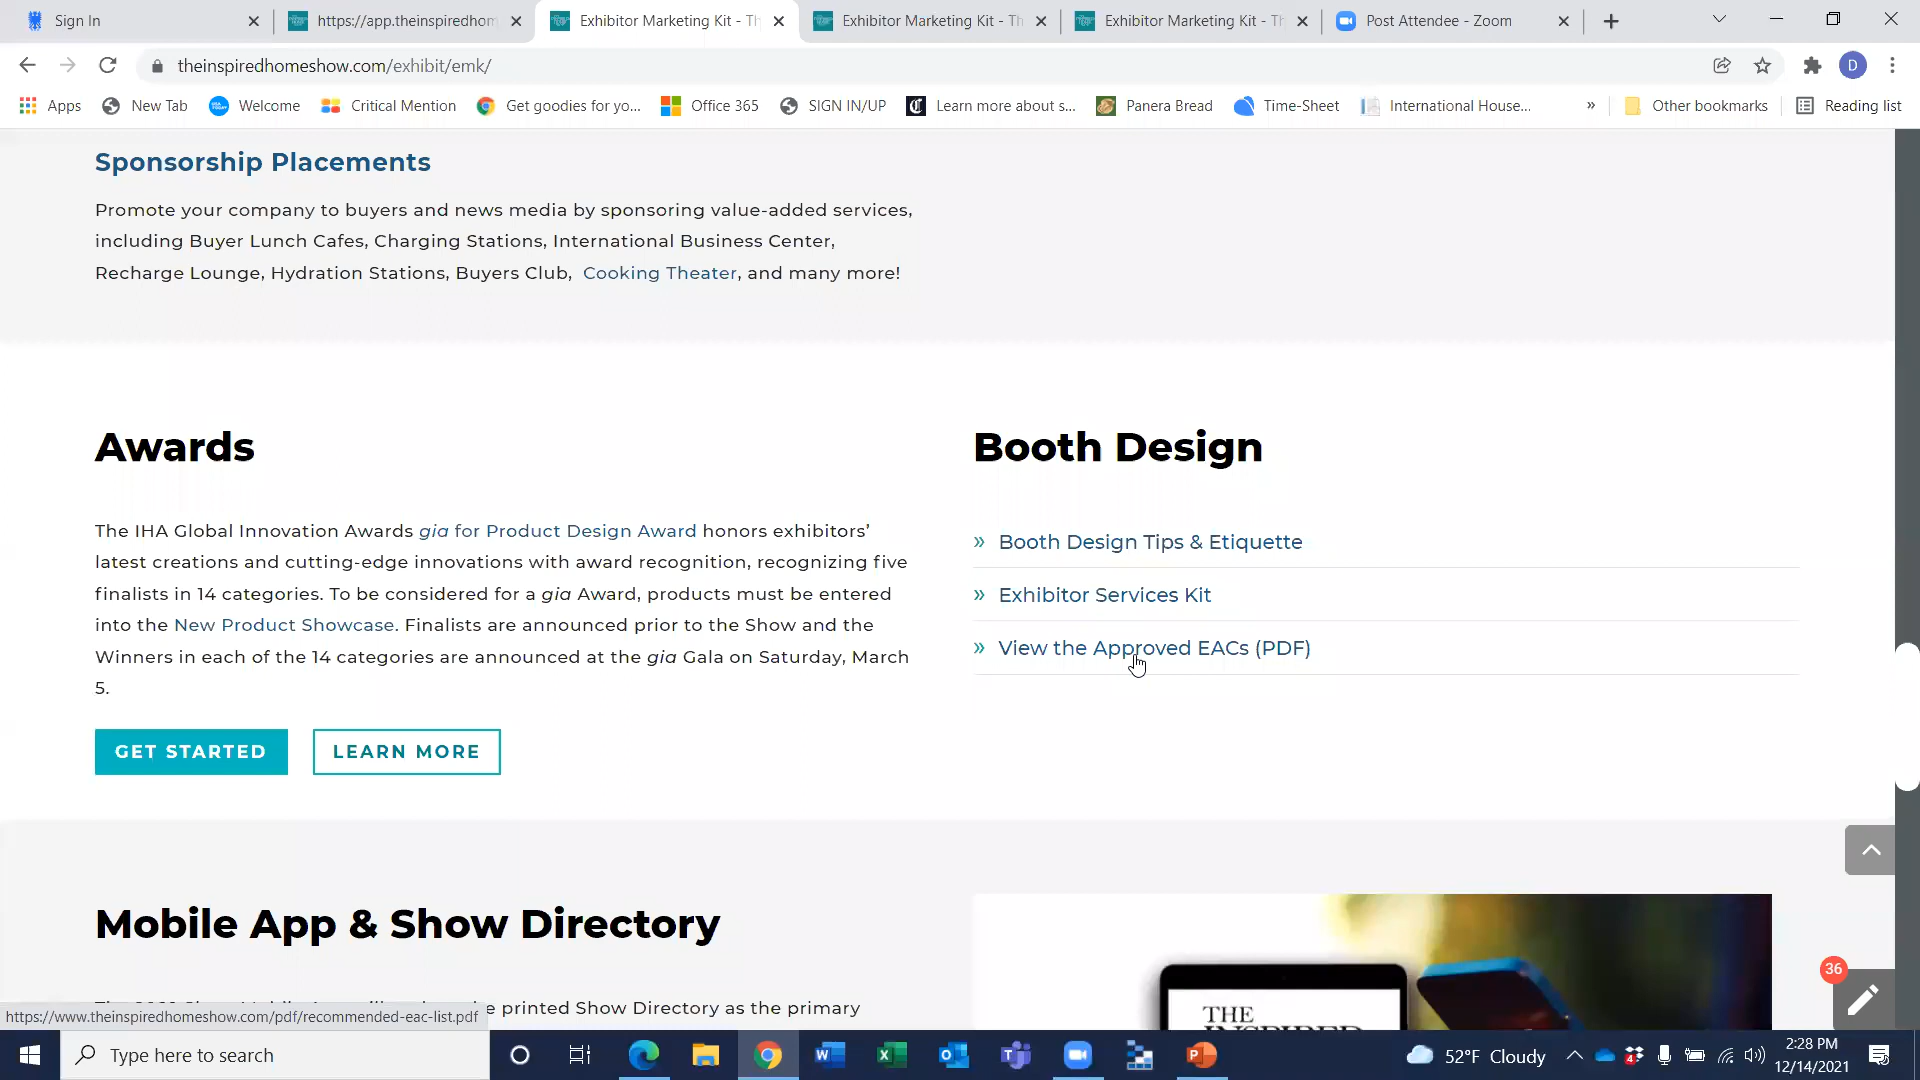 Sign In
https://app.theinspiredhom
Exhibitor Marketing Kit - Th
Exhibitor Marketing Kit - Th
Exhibitor Marketing Kit - Th
Post Attendee - Zoom
theinspiredhomeshow.com/exhibit/emk/
D
Apps
New Tab
Welcome
Critical Mention
Get goodies for yo...
Office 365
SIGN IN/UP
Learn more about s...
Panera Bread
Time-Sheet
International House...
»
Other bookmarks
Reading list
Sponsorship Placements
Promote your company to buyers and news media by sponsoring value-added services,
including Buyer Lunch Cafes, Charging Stations, International Business Center,
Recharge Lounge, Hydration Stations, Buyers Club, Cooking Theater, and many more!
Awards
The IHA Global Innovation Awards gia for Product Design Award honors exhibitors’
latest creations and cutting-edge innovations with award recognition, recognizing five
finalists in 14 categories. To be considered for a gia Award, products must be entered
into the New Product Showcase. Finalists are announced prior to the Show and the
Winners in each of the 14 categories are announced at the gia Gala on Saturday, March
5.
GET STARTED
LEARN MORE
Booth Design
» Booth Design Tips & Etiquette
» Exhibitor Services Kit
» View the Approved EACs (PDF)
Mobile App & Show Directory
printed Show Directory as the primary
THE
INSPIRED
36
https://www.theinspiredhomeshow.com/pdf/recommended-eac-list.pdf
Type here to search
52°F Cloudy
4
2:28 PM
12/14/2021